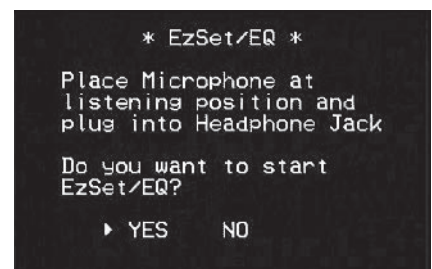 * EzSet/EQ *
Place Microphone at
listening position and
plug into Headphone Jack
Do you want to start
EzSet/EQ?
▶ YES NO